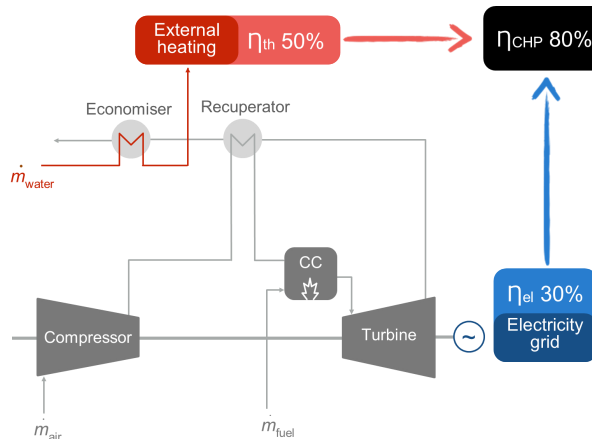 External
heating
ηth 50%
ηCHP 80%
Economiser
Recuperator
ṁwater
CC
ηel 30%
Electricity
grid
Compressor
Turbine
~
ṁair
ṁfuel